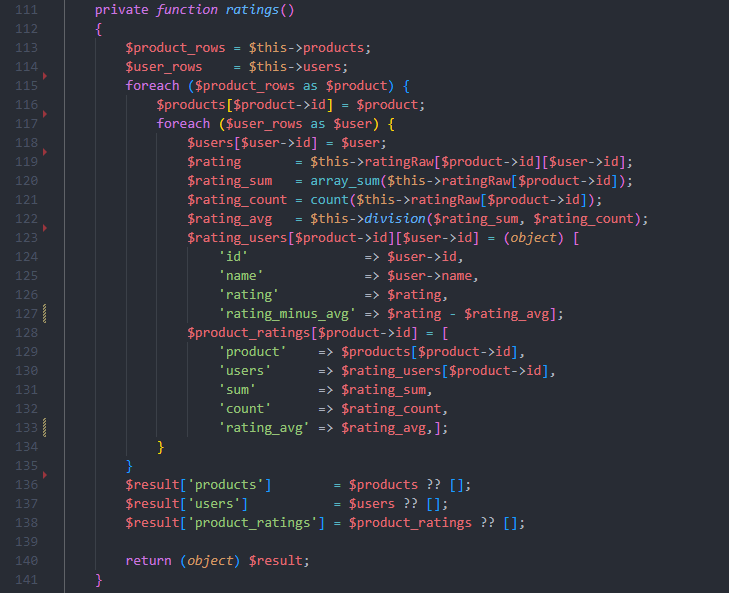 111 private function ratings()
112 {
113     $product_rows = $this->products;
114     $user_rows    = $this->users;
115     foreach ($product_rows as $product) {
116         $products[$product->id] = $product;
117         foreach ($user_rows as $user) {
118             $users[$user->id] = $user;
119             $rating       = $this->ratingRaw[$product->id][$user->id];
120             $rating_sum   = array_sum($this->ratingRaw[$product->id]);
121             $rating_count = count($this->ratingRaw[$product->id]);
122             $rating_avg   = $this->division($rating_sum, $rating_count);
123             $rating_users[$product->id][$user->id] = (object) [
124                 'id'               => $user->id,
125                 'name'             => $user->name,
126                 'rating'           => $rating,
127                 'rating_minus_avg' => $rating - $rating_avg];
128             $product_ratings[$product->id] = [
129                 'product'    => $products[$product->id],
130                 'users'      => $rating_users[$product->id],
131                 'sum'        => $rating_sum,
132                 'count'      => $rating_count,
133                 'rating_avg' => $rating_avg,];
134         }
135     }
136     $result['products']        = $products ?? [];
137     $result['users']           = $users ?? [];
138     $result['product_ratings'] = $product_ratings ?? [];
139
140     return (object) $result;
141 }